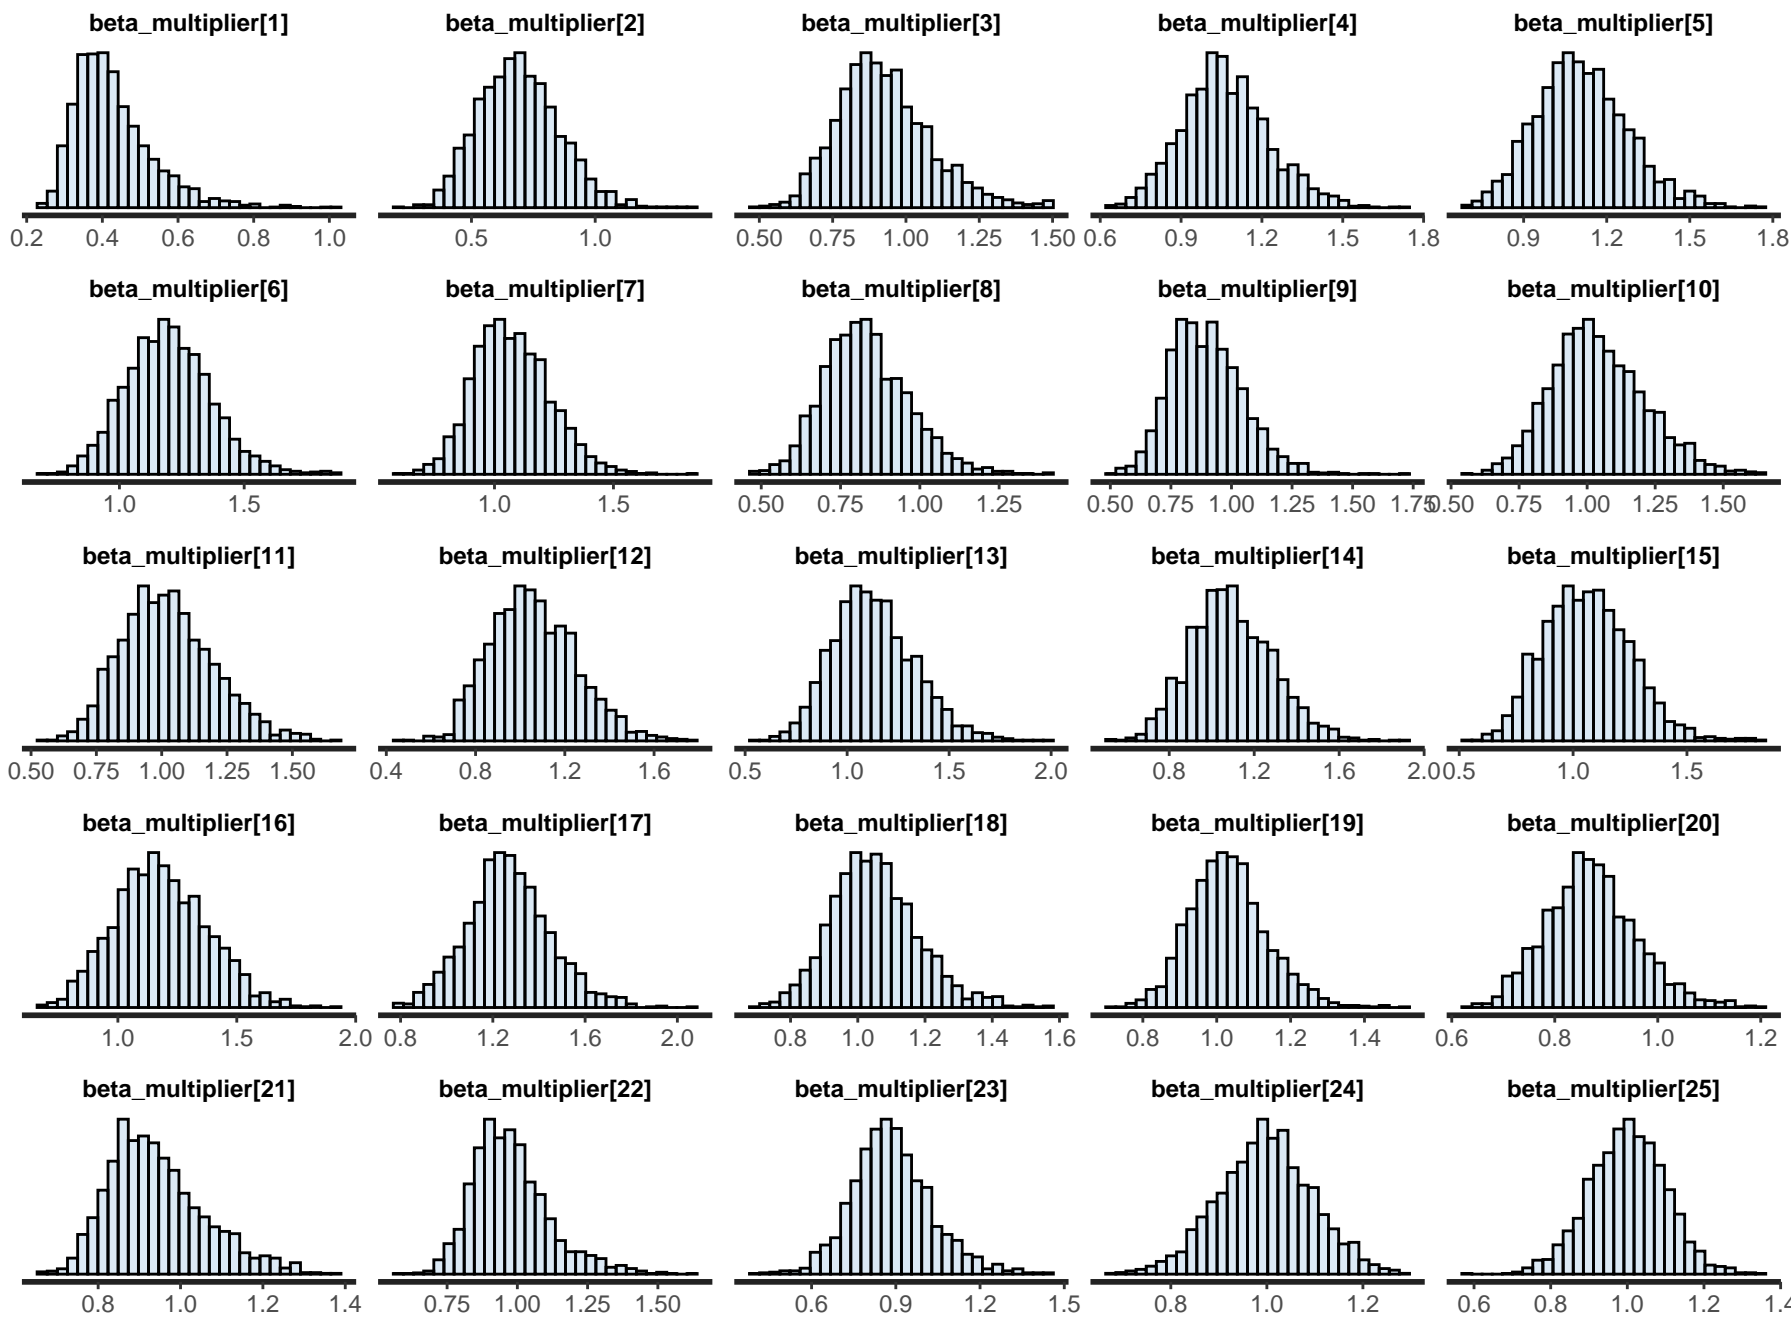 beta_multiplier[1] beta_multiplier[2] beta_multiplier[3] beta_multiplier[4] beta_multiplier[5]
0.2 0.4 0.6 0.8 1.0 0.5 1.0 0.50 0.75 1.00 1.25 1.50 0.6 0.9 1.2 1.5 1.8 0.9 1.2 1.5 1.8
beta_multiplier[6] beta_multiplier[7] beta_multiplier[8] beta_multiplier[9] beta_multiplier[10]
1.0 1.5 1.0 1.5 0.50 0.75 1.00 1.25 0.50 0.75 1.00 1.25 1.50 1.75 0.50 0.75 1.00 1.25 1.50
beta_multiplier[11] beta_multiplier[12] beta_multiplier[13] beta_multiplier[14] beta_multiplier[15]
0.50 0.75 1.00 1.25 1.50 0.4 0.8 1.2 1.6 0.5 1.0 1.5 2.0 0.8 1.2 1.6 2.0 0.5 1.0 1.5
beta_multiplier[16] beta_multiplier[17] beta_multiplier[18] beta_multiplier[19] beta_multiplier[20]
1.0 1.5 2.0 0.8 1.2 1.6 2.0 0.8 1.0 1.2 1.4 1.6 0.8 1.0 1.2 1.4 0.6 0.8 1.0 1.2
beta_multiplier[21] beta_multiplier[22] beta_multiplier[23] beta_multiplier[24] beta_multiplier[25]
0.8 1.0 1.2 1.4 0.75 1.00 1.25 1.50 0.6 0.9 1.2 1.5 0.8 1.0 1.2 0.6 0.8 1.0 1.2 1.4